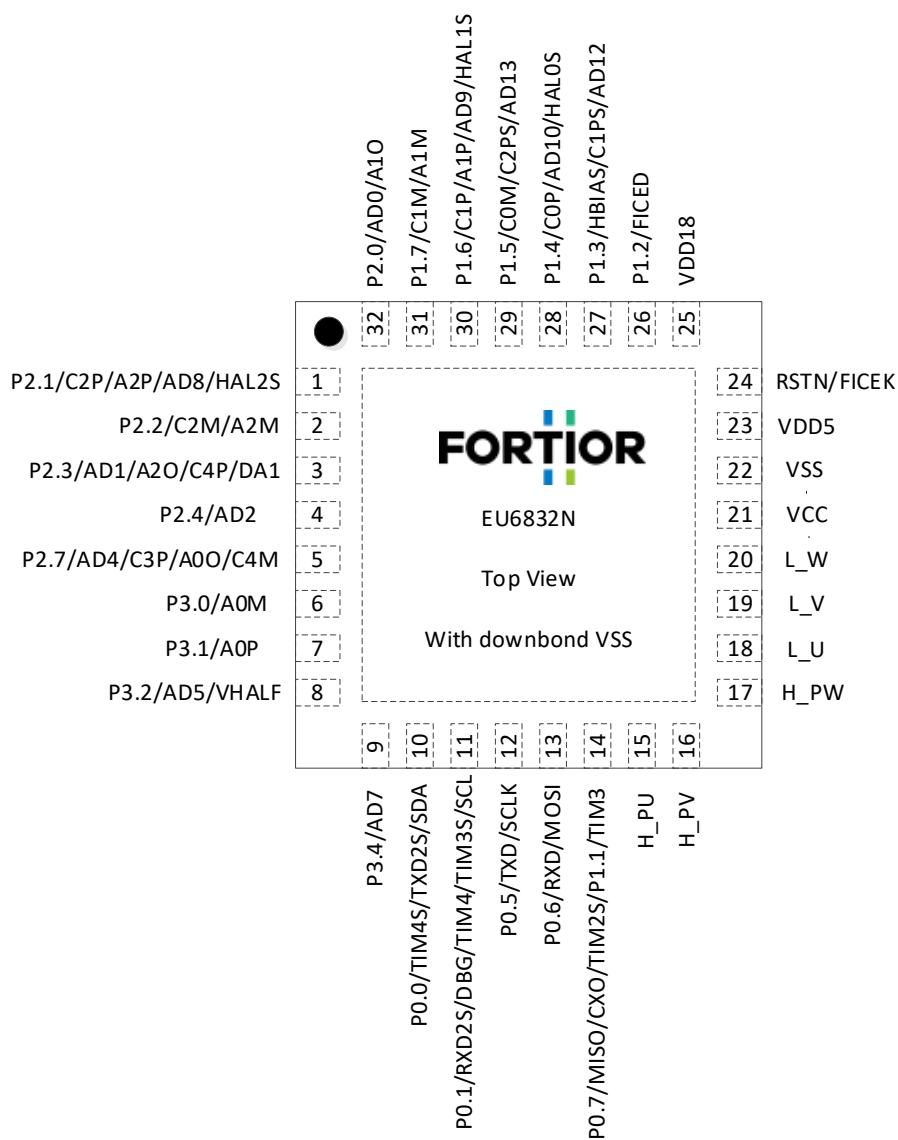 P2.0/AD0/A1O
P1.7/C1M/A1M
P1.6/C1P/A1P/AD9/HAL1S
P1.5/C0M/C2PS/AD13
P1.4/C0P/AD10/HAL0S
P1.3/HBIAS/C1PS/AD12
P1.2/FICED
VDD18
32
31
30
29
28
27
26
25
P2.1/C2P/A2P/AD8/HAL2S 1
P2.2/C2M/A2M 2
P2.3/AD1/A2O/C4P/DA1 3
P2.4/AD2 4
P2.7/AD4/C3P/A0O/C4M 5
P3.0/A0M 6
P3.1/A0P 7
P3.2/AD5/VHALF 8
FORTIOR
EU6832N
Top View
With downbond VSS
24 RSTN/FICEK
23 VDD5
22 VSS
21 VCC
20 L_W
19 L_V
18 L_U
17 H_PW
9
10
11
12
13
14
15
16
P3.4/AD7
P0.0/TIM4S/TXD2S/SDA
P0.1/RXD2S/DBG/TIM4/TIM3S/SCL
P0.5/TXD/SCLK
P0.6/RXD/MOSI
P0.7/MISO/CXO/TIM2S/P1.1/TIM3
H_PU
H_PV